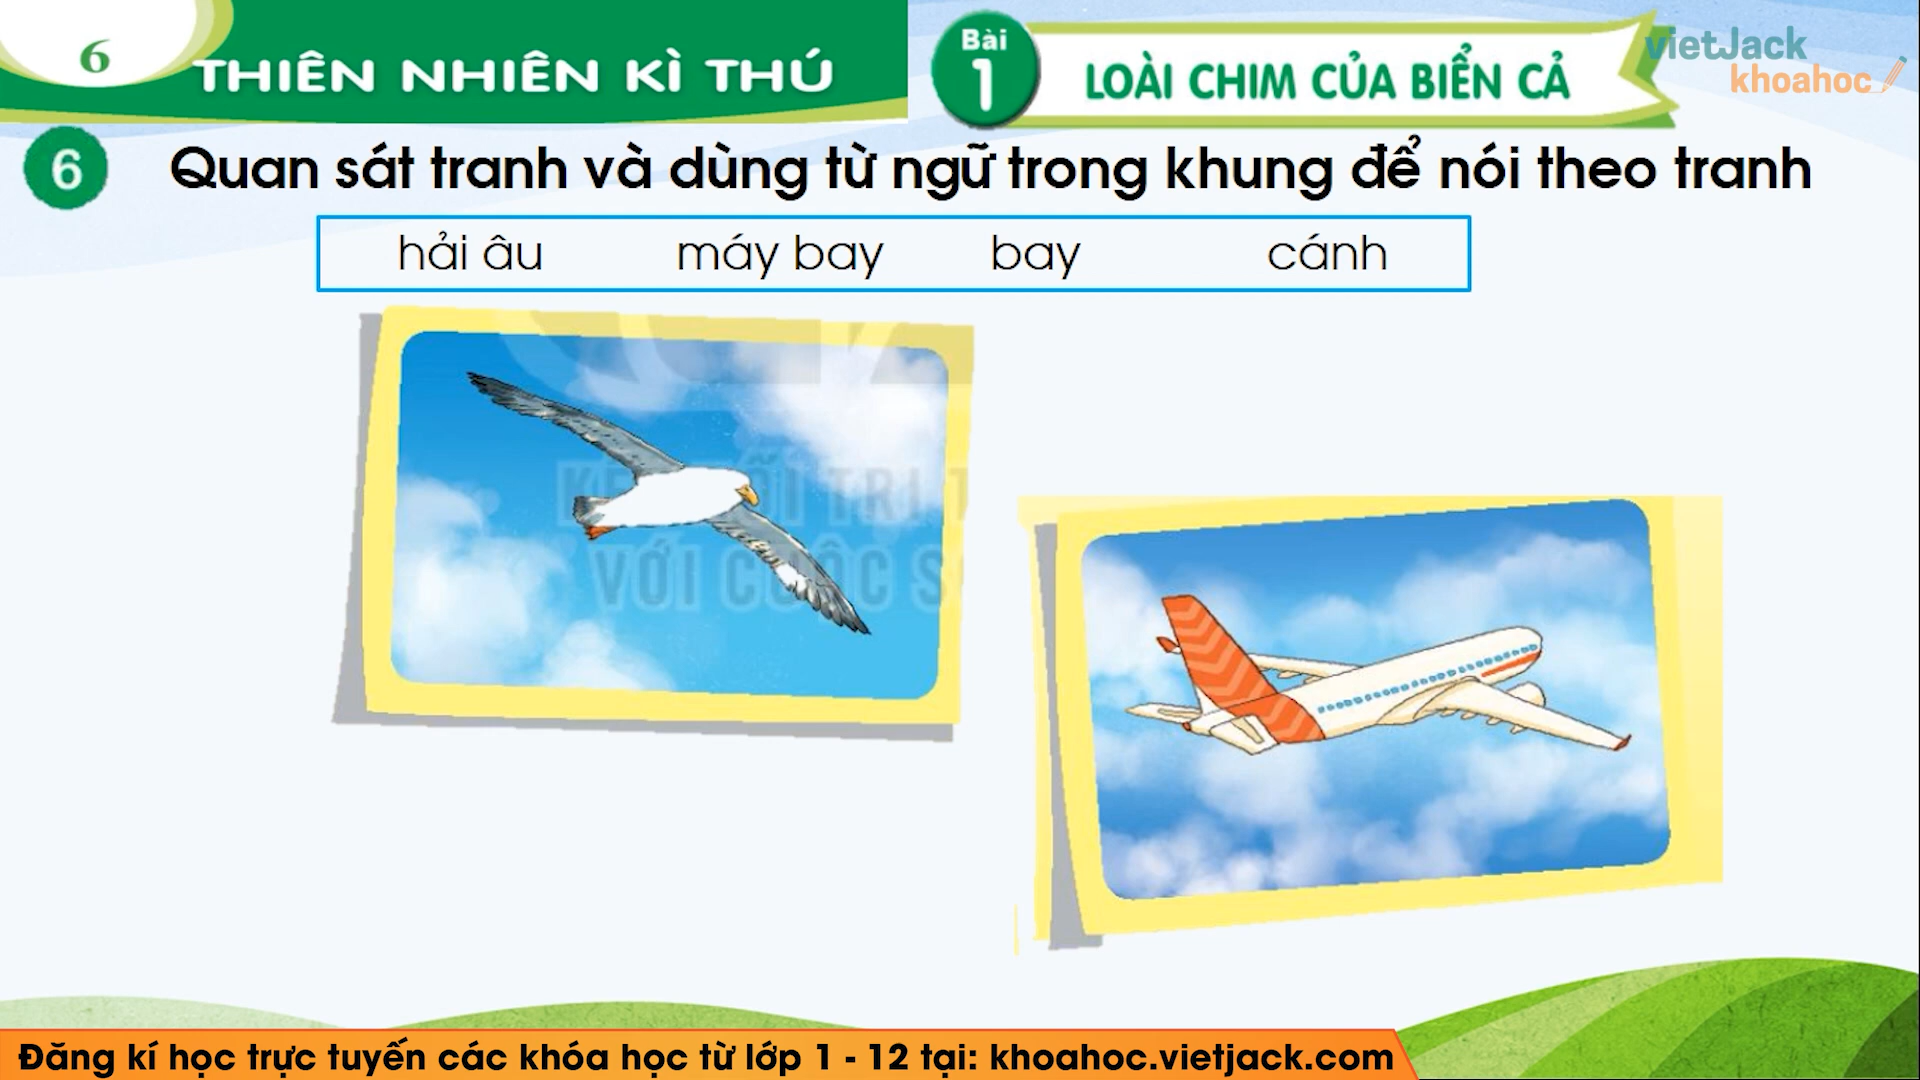 6
THIÊN NHIÊN KÌ THÚ
Bài
1
LOÀI CHIM CỦA BIỂN CẢ
vietJack
khoahoc
6
Quan sát tranh và dùng từ ngữ trong khung để nói theo tranh
hải âu máy bay bay cánh
VỚI CUỘC S
Đăng kí học trực tuyến các khóa học từ lớp 1 - 12 tại: khoahoc.vietjack.com